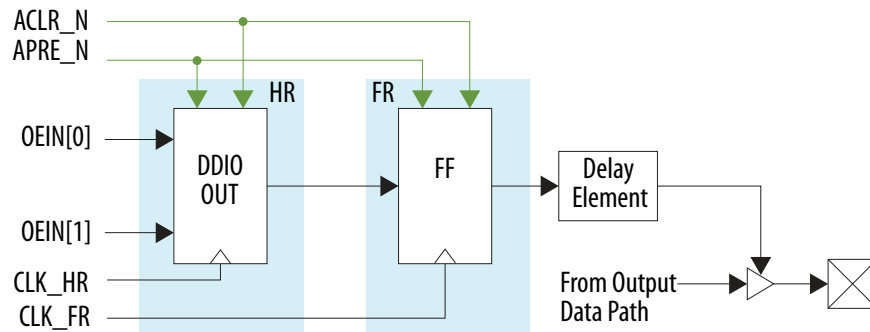 ACLR_N
APRE_N
HR
FR
OEIN[0]
DDIO
OUT
FF
Delay
Element
OEIN[1]
CLK_HR
CLK_FR
From Output
Data Path